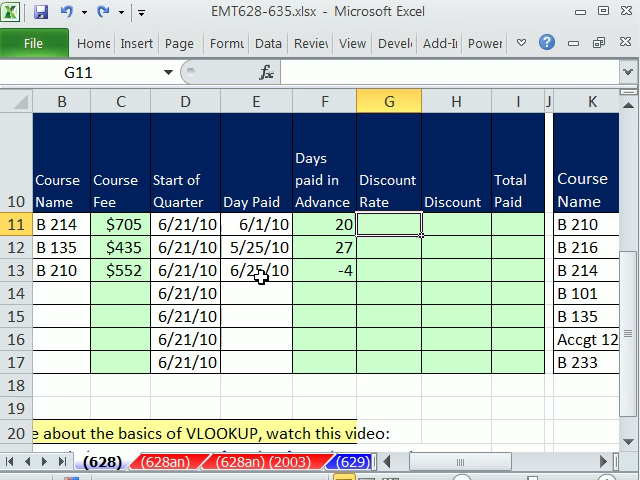 EMT628-635.xlsx - Microsoft Excel
File Home Insert Page Formu Data Review View Develo Add-I Power
G11 fx
B C D E F G H I J K
10 Course Name Course Fee Start of Quarter Day Paid Days paid in Advance Discount Rate Discount Total Paid Course Name
11 B 214 $705 6/21/10 6/1/10 20 B 210
12 B 135 $435 6/21/10 5/25/10 27 B 216
13 B 210 $552 6/21/10 6/25/10 -4 B 214
14 6/21/10 B 101
15 6/21/10 B 135
16 6/21/10 Accgt 12
17 6/21/10 B 233
18
19
20 e about the basics of VLOOKUP, watch this video:
(628) (628an) (628an) (2003) (629)